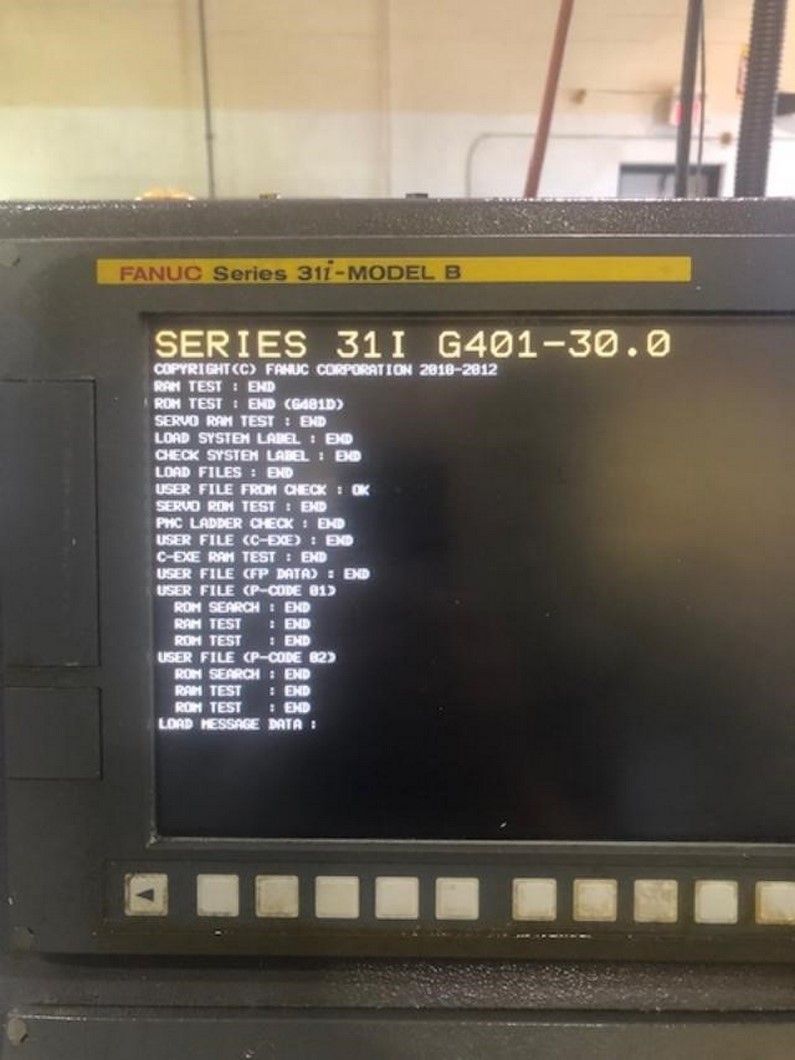 FANUC Series 31i-MODEL B
SERIES 31I G401-30.0
COPYRIGHT(C) FANUC CORPORATION 2010-2012
RAM TEST : END
ROM TEST : END (G401D)
SERVO RAM TEST : END
LOAD SYSTEM LABEL : END
CHECK SYSTEM LABEL : END
LOAD FILES : END
USER FILE FROM CHECK : OK
SERVO ROM TEST : END
PMC LADDER CHECK : END
USER FILE (C-EXE) : END
C-EXE RAM TEST : END
USER FILE (FP DATA) : END
USER FILE (P-CODE 01)
ROM SEARCH : END
RAM TEST : END
ROM TEST : END
USER FILE (P-CODE 02)
ROM SEARCH : END
RAM TEST : END
ROM TEST : END
LOAD MESSAGE DATA :